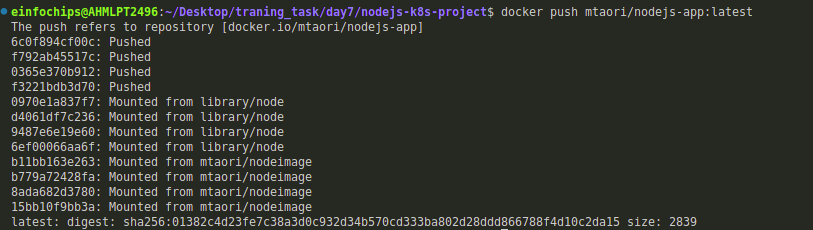 einfochips@AHMLPT2496:~/Desktop/traning_task/day7/nodejs-k8s-project$ docker push mtaori/nodejs-app:latest
The push refers to repository [docker.io/mtaori/nodejs-app]
6c0f894cf00c: Pushed
f792ab45517c: Pushed
0365e370b912: Pushed
f3221bdb3d70: Pushed
0970e1a837f7: Mounted from library/node
d4061df7c236: Mounted from library/node
9487e6e19e60: Mounted from library/node
6ef00066aa6f: Mounted from library/node
b11bb163e263: Mounted from mtaori/nodeimage
b779a72428fa: Mounted from mtaori/nodeimage
8ada682d3780: Mounted from mtaori/nodeimage
15bb10f9bb3a: Mounted from mtaori/nodeimage
latest: digest: sha256:01382c4d23fe7c38a3d0c932d34b570cd333ba802d28ddd866788f4d10c2da15 size: 2839